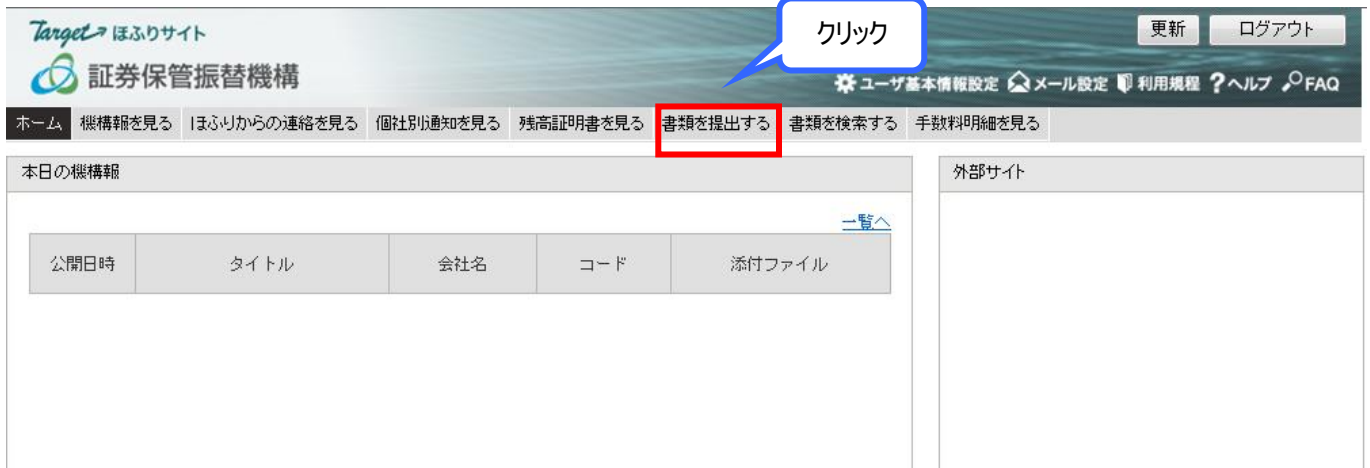 Target ほふりサイト
クリック
更新 ログアウト
証券保管振替機構
ユーザ基本情報設定 メール設定 利用規程 ?ヘルプ FAQ
ホーム 機構報を見る ほふりからの連絡を見る 個社別通知を見る 残高証明書を見る 書類を提出する 書類を検索する 手数料明細を見る
本日の機構報 外部サイト
一覧へ
公開日時 タイトル 会社名 コード 添付ファイル